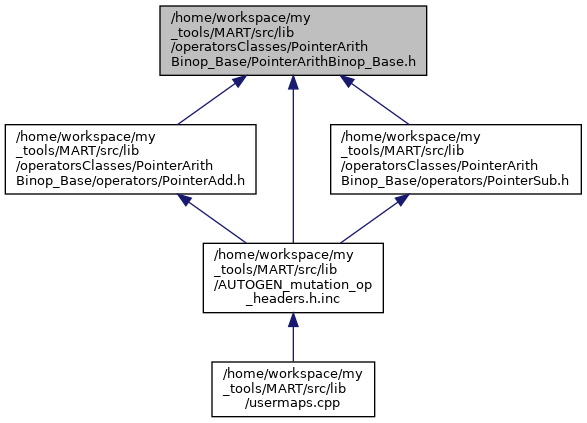 /home/workspace/my
_tools/MART/src/lib
/operatorsClasses/PointerArith
Binop_Base/PointerArithBinop_Base.h
/home/workspace/my
_tools/MART/src/lib
/operatorsClasses/PointerArith
Binop_Base/operators/PointerAdd.h
/home/workspace/my
_tools/MART/src/lib
/operatorsClasses/PointerArith
Binop_Base/operators/PointerSub.h
/home/workspace/my
_tools/MART/src/lib
/AUTOGEN_mutation_op
_headers.h.inc
/home/workspace/my
_tools/MART/src/lib
/usermaps.cpp